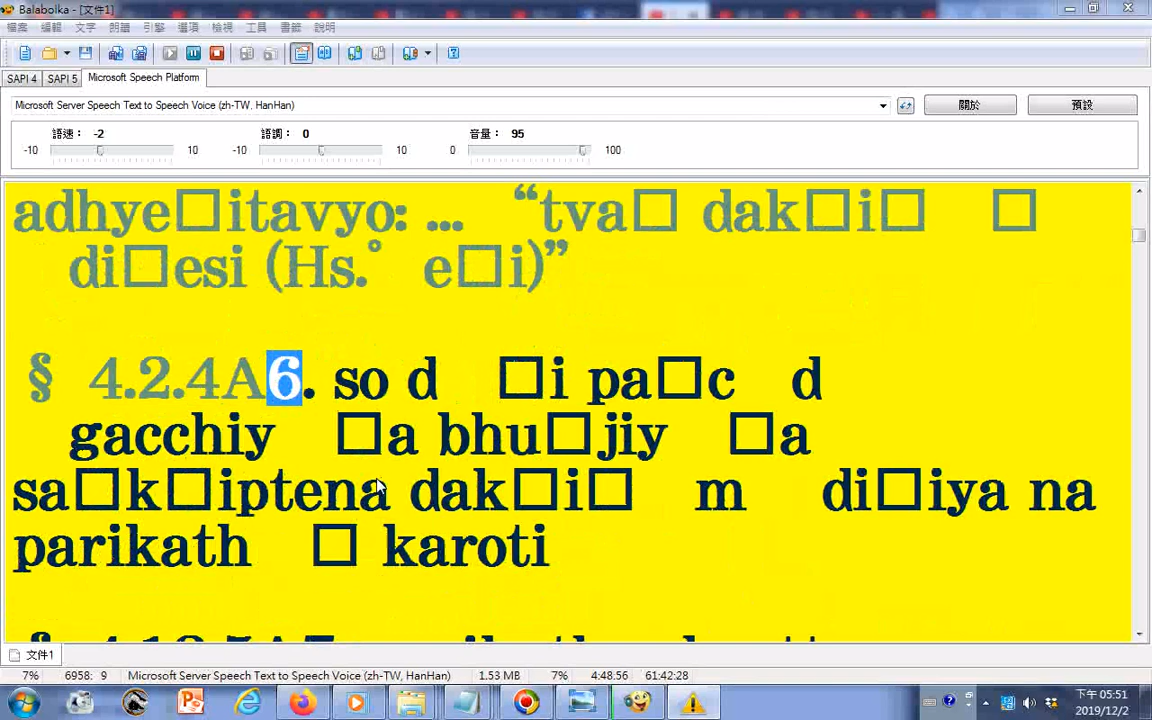 Balabolka - [文件1]
檔案 編輯 文字 朗讀 引擎 選項 檢視 工具 書籤 說明
SAPI 4 SAPI 5 Microsoft Speech Platform
Microsoft Server Speech Text to Speech Voice (zh-TW, HanHan)
關於 預設
語速： -2 語調： 0 音量： 95
-10 10 -10 10 0 100
adhye□itavyo: ... “tva□ dak□i□ □
di□esi (Hs.° e□i)”
§ 4.2.4A6. so d □i pa□c d
gacchiy □a bhu□jiy □a
sa□k□iptena dak□i□ m di□iya na
parikath □ karoti
文件1
7% 6958: 9 Microsoft Server Speech Text to Speech Voice (zh-TW, HanHan) 1.53 MB 7% 4:48:56 61:42:28
下午 05:51
2019/12/2